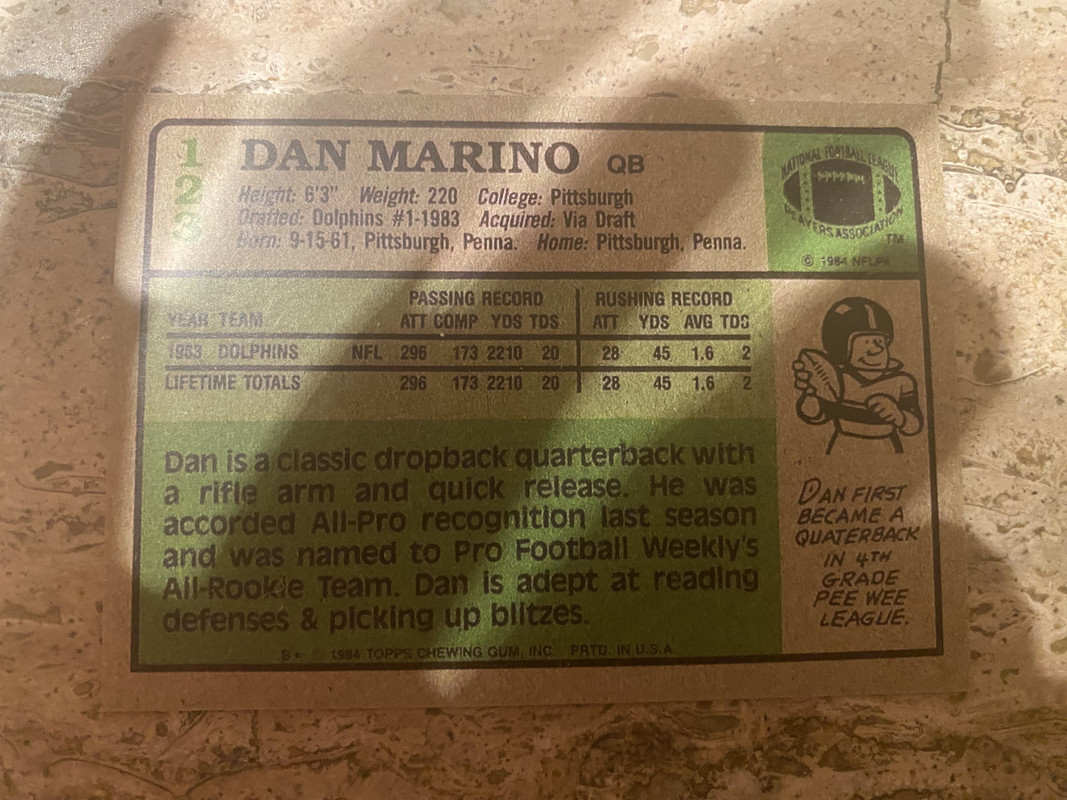 1
2
3
DAN MARINO QB
Height: 6'3" Weight: 220 College: Pittsburgh
Drafted: Dolphins #1-1983 Acquired: Via Draft
Born: 9-15-61, Pittsburgh, Penna. Home: Pittsburgh, Penna.
NATIONAL FOOTBALL LEAGUE
PLAYERS ASSOCIATION
TM
© 1984 NFLPA
PASSING RECORD RUSHING RECORD
YEAR TEAM ATT COMP YDS TDS ATT YDS AVG TDS
1983 DOLPHINS NFL 296 173 2210 20 28 45 1.6 2
LIFETIME TOTALS 296 173 2210 20 28 45 1.6 2
Dan is a classic dropback quarterback with
a rifle arm and quick release. He was
accorded All-Pro recognition last season
and was named to Pro Football Weekly's
All-Rookie Team. Dan is adept at reading
defenses & picking up blitzes.
B* © 1984 TOPPS CHEWING GUM, INC. PRTD. IN U.S.A.
DAN FIRST
BECAME A
QUATERBACK
IN 4TH
GRADE
PEE WEE
LEAGUE.